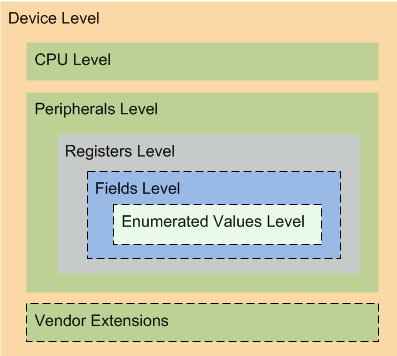 Device Level
CPU Level
Peripherals Level
Registers Level
Fields Level
Enumerated Values Level
Vendor Extensions